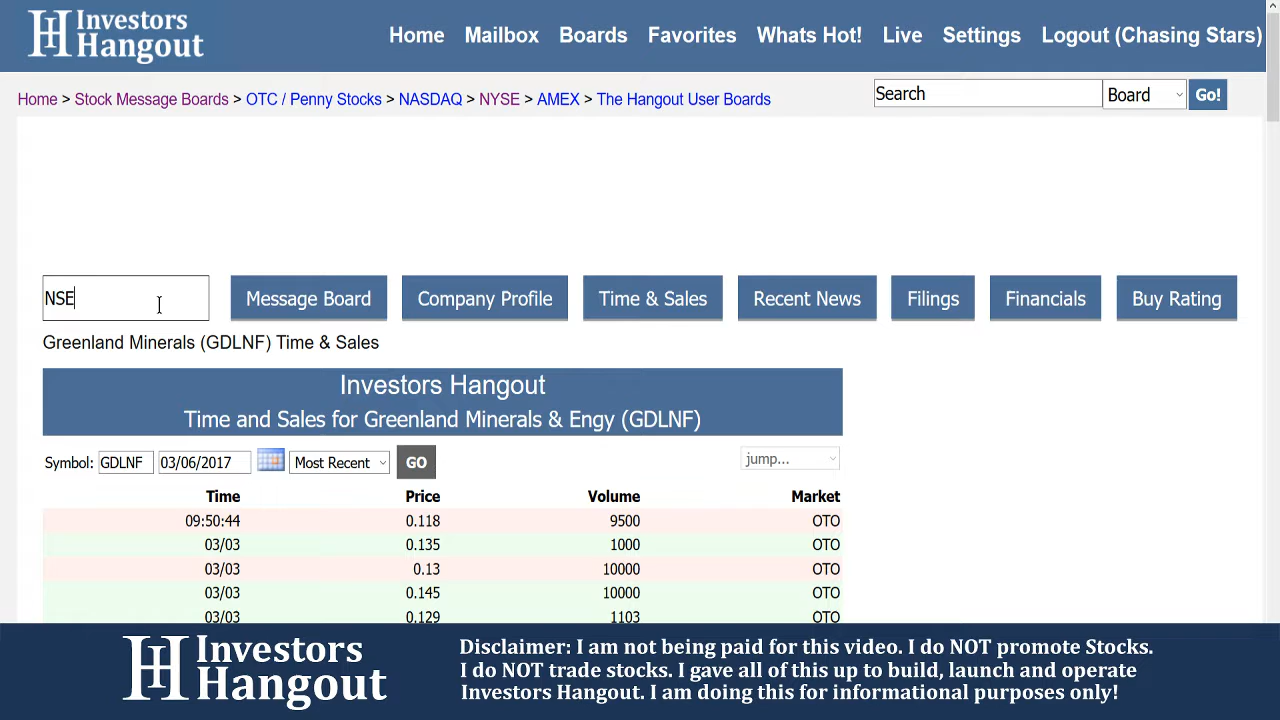 Investors Hangout
Home Mailbox Boards Favorites Whats Hot! Live Settings Logout (Chasing Stars)
Home > Stock Message Boards > OTC / Penny Stocks > NASDAQ > NYSE > AMEX > The Hangout User Boards
Search Board Go!
NSE Message Board Company Profile Time & Sales Recent News Filings Financials Buy Rating
Greenland Minerals (GDLNF) Time & Sales
Investors Hangout
Time and Sales for Greenland Minerals & Engy (GDLNF)
Symbol: GDLNF 03/06/2017 Most Recent GO jump...
Time Price Volume Market
09:50:44 0.118 9500 OTO
03/03 0.135 1000 OTO
03/03 0.13 10000 OTO
03/03 0.145 10000 OTO
03/03 0.129 1103 OTO
Investors Hangout
Disclaimer: I am not being paid for this video. I do NOT promote Stocks.
I do NOT trade stocks. I gave all of this up to build, launch and operate
Investors Hangout. I am doing this for informational purposes only!